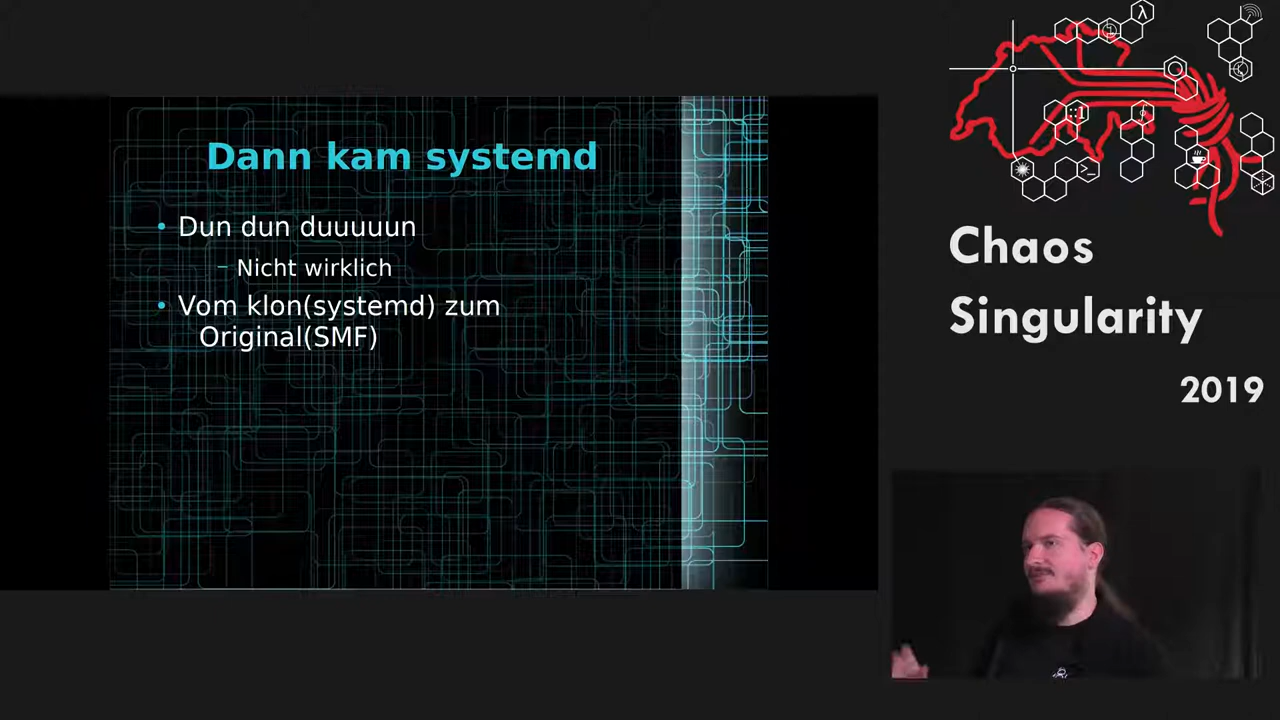 Dann kam systemd
Dun dun duuuuun
Nicht wirklich
Vom klon(systemd) zum
Original(SMF)
Chaos
Singularity
2019